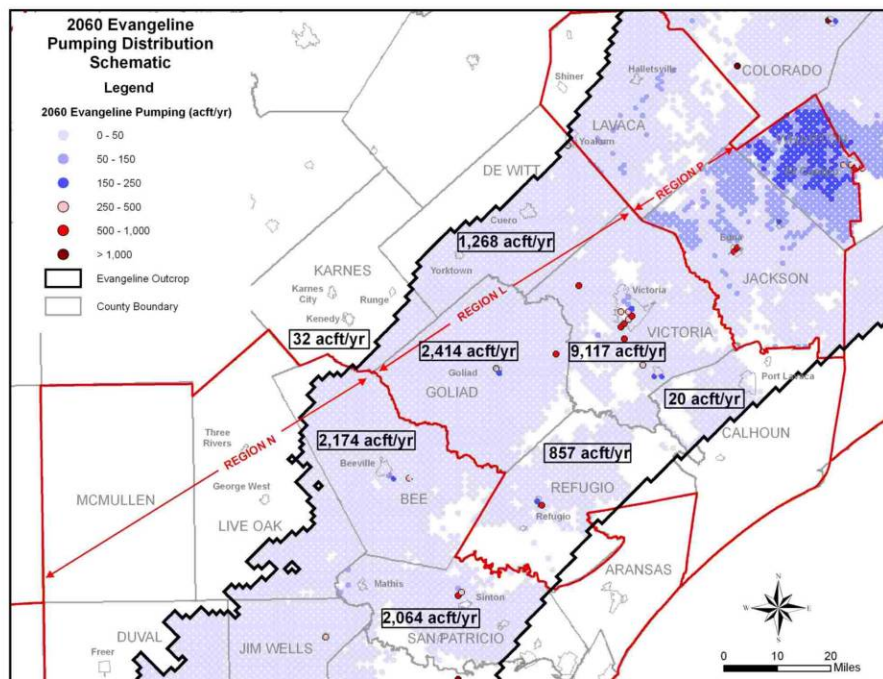 2060 Evangeline
Pumping Distribution
Schematic
Legend
2060 Evangeline Pumping (acft/yr)
0 - 50
50 - 150
150 - 250
250 - 500
500 - 1,000
> 1,000
Evangeline Outcrop
County Boundary
COLORADO
Shiner
Halletsville
LAVACA
Yoakum
REGION P
DE WITT
Cuero
1,268 acft/yr
Yorktown
Edna
JACKSON
KARNES
Karnes
City
Runge
Kenedy
32 acft/yr
REGION L
Victoria
VICTORIA
2,414 acft/yr
9,117 acft/yr
Goliad
GOLIAD
Port Lavaca
20 acft/yr
CALHOUN
REGION N
Three
Rivers
2,174 acft/yr
Beeville
BEE
857 acft/yr
REFUGIO
Refugio
MCMULLEN
George West
LIVE OAK
ARANSAS
Mathis
Sinton
2,064 acft/yr
SAN PATRICIO
DUVAL
Freer
JIM WELLS
N
W
E
S
0
10
20
Miles